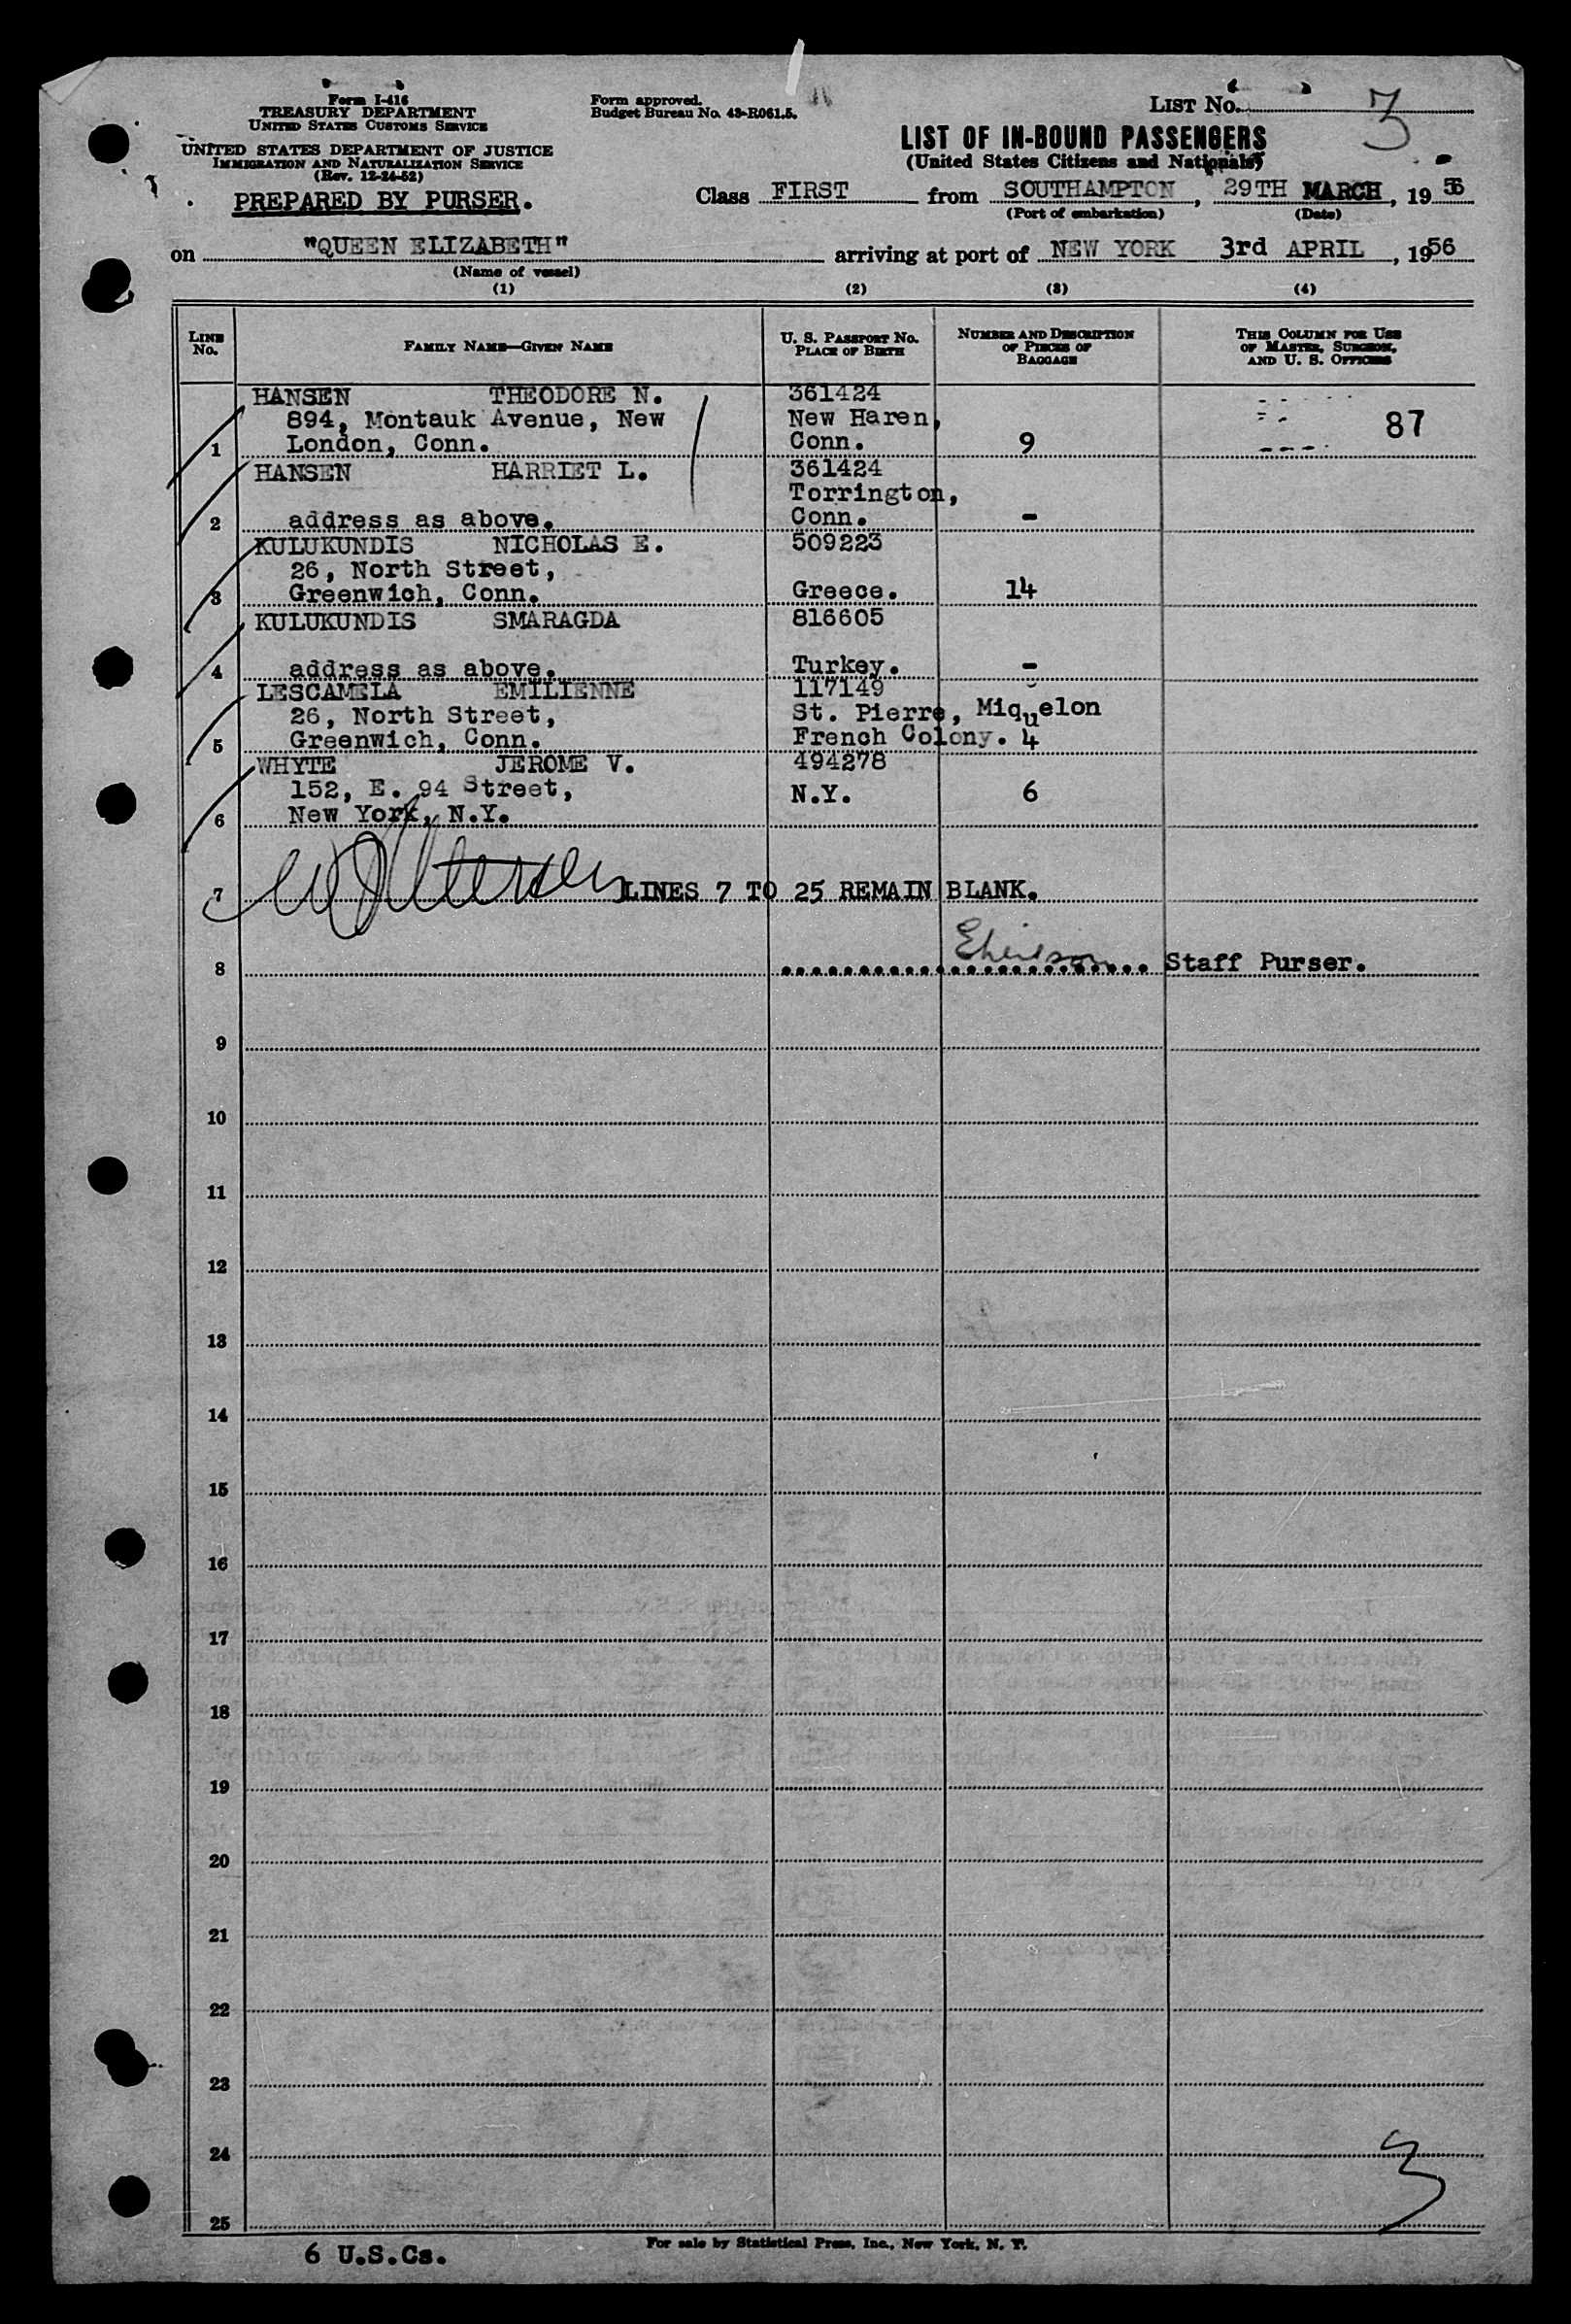 Form I-416
TREASURY DEPARTMENT
UNITED STATES CUSTOMS SERVICE
UNITED STATES DEPARTMENT OF JUSTICE
IMMIGRATION AND NATURALIZATION SERVICE
(Rev. 12-24-52)
PREPARED BY PURSER.
Form approved.
Budget Bureau No. 43-R061.5.
LIST No. 3
LIST OF IN-BOUND PASSENGERS
(United States Citizens and Nationals)
Class FIRST from SOUTHAMPTON, 29TH MARCH, 1956
(Port of embarkation) (Date)
on "QUEEN ELIZABETH" arriving at port of NEW YORK 3rd APRIL, 1956
(Name of vessel)
(1) (2) (3) (4)
LINE No. FAMILY NAME—GIVEN NAME U. S. PASSPORT No. PLACE OF BIRTH NUMBER AND DESCRIPTION OF PIECES OF BAGGAGE THIS COLUMN FOR USE OF MASTER, SURGEON, AND U. S. OFFICERS
HANSEN THEODORE N. 361424
894, Montauk Avenue, New New Haren, 87
1 London, Conn. Conn. 9
HANSEN HARRIET L. 361424
Torrington,
2 address as above. Conn. -
KULUKUNDIS NICHOLAS E. 509223
26, North Street,
3 Greenwich, Conn. Greece. 14
KULUKUNDIS SMARAGDA 816605
4 address as above. Turkey. -
LESCAMELA EMILIENNE 117149
26, North Street, St. Pierre, Miquelon
5 Greenwich, Conn. French Colony. 4
WHYTE JEROME V. 494278
152, E. 94 Street, N.Y. 6
6 New York, N.Y.
7 LINES 7 TO 25 REMAIN BLANK.
8 Staff Purser.
9
10
11
12
13
14
15
16
17
18
19
20
21
22
23
24
3
25
For sale by Statistical Press, Inc., New York, N. Y.
6 U.S.Cs.